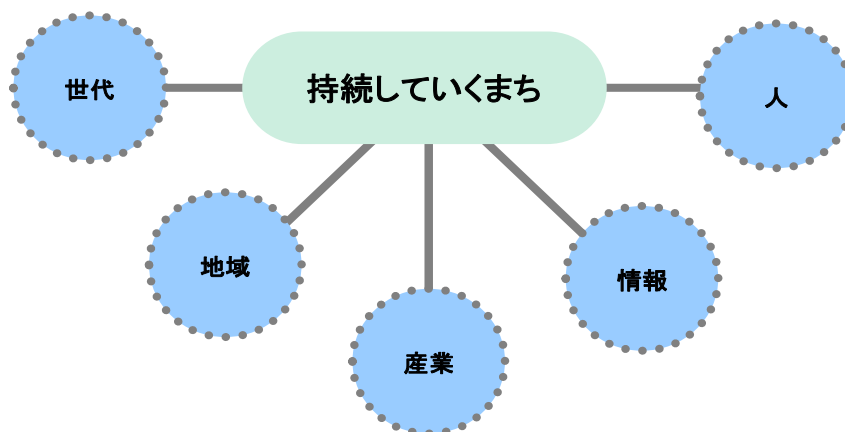 持続していくまち
世代
人
地域
情報
産業